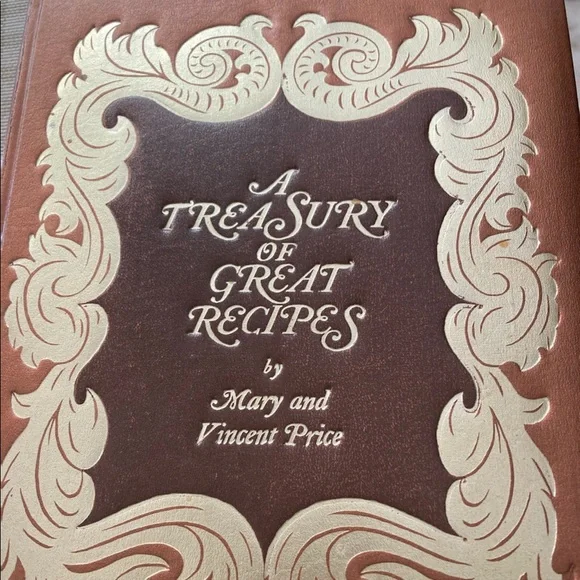 A
TREASURY
OF
GREAT
RECIPES
by
Mary and
Vincent Price